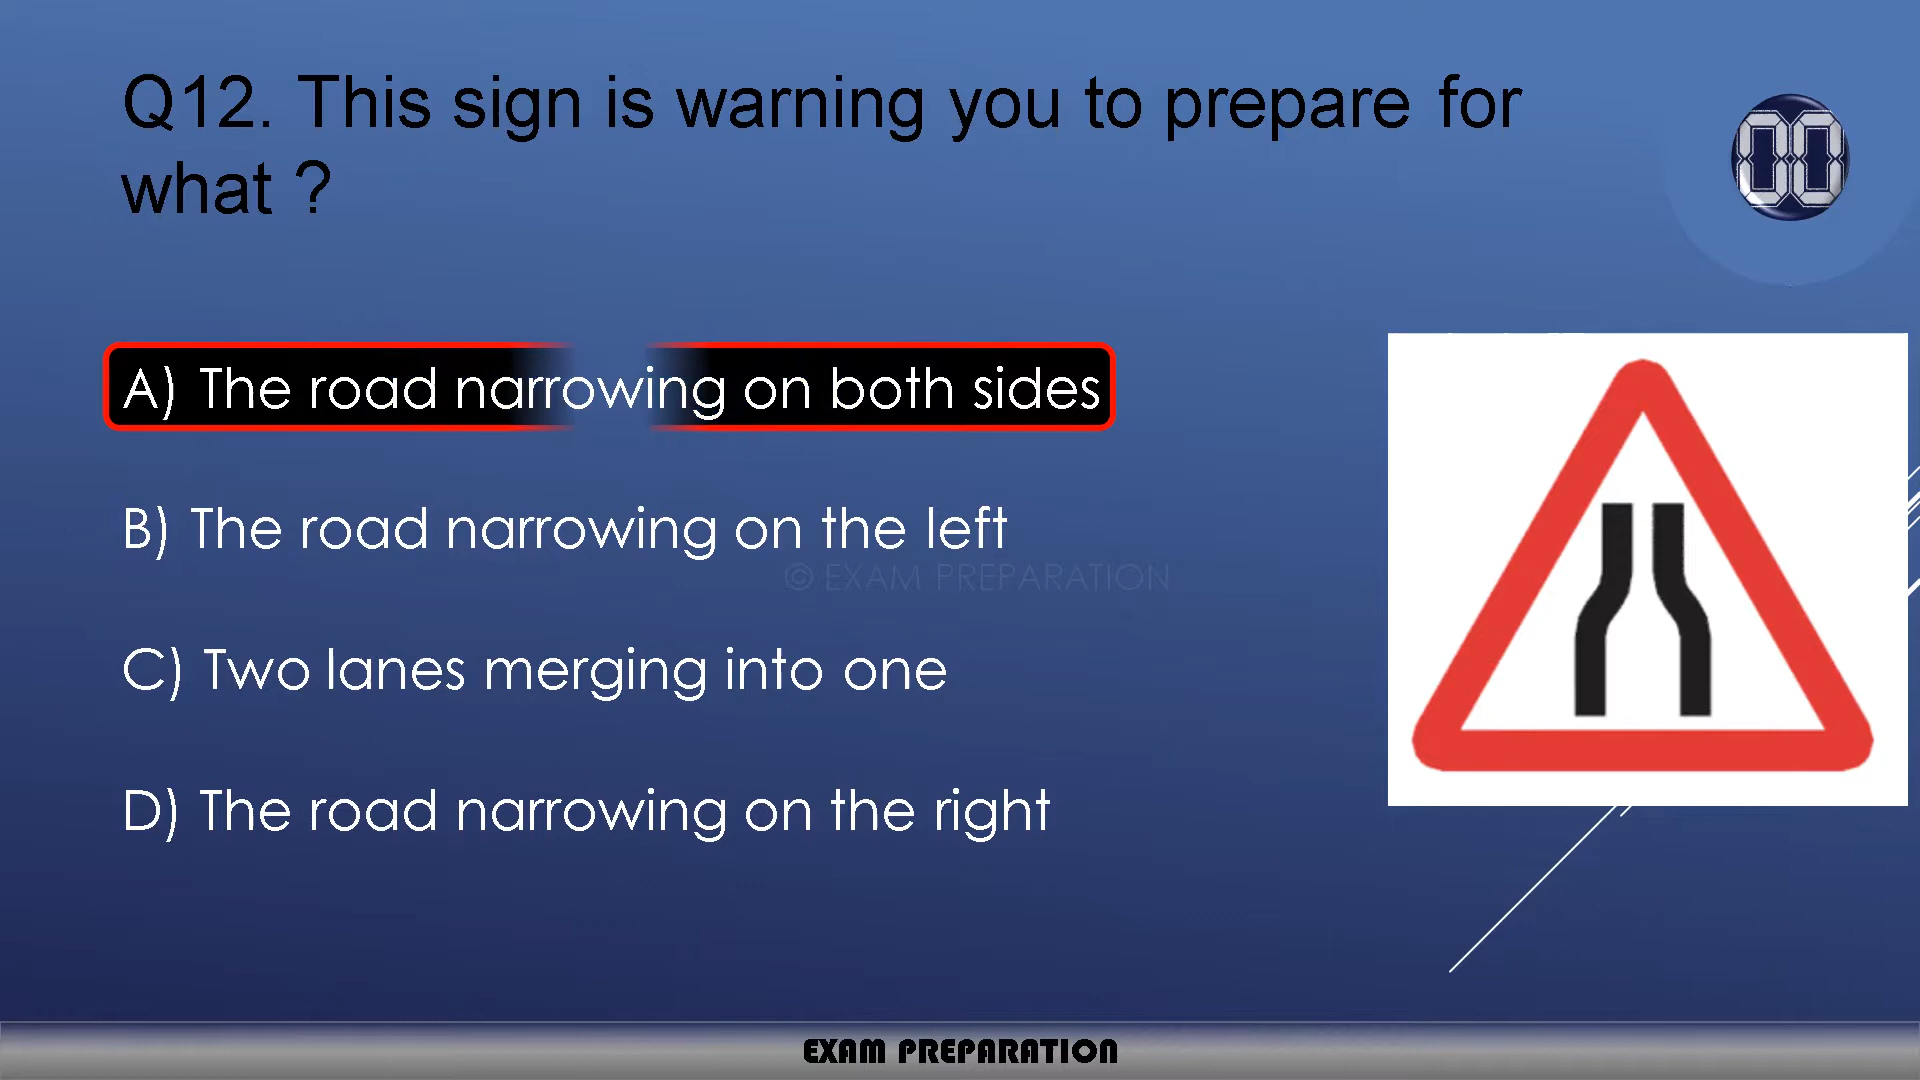 Q12. This sign is warning you to prepare for
what ?
00
A) The road narrowing on both sides
B) The road narrowing on the left
© EXAM PREPARATION
C) Two lanes merging into one
D) The road narrowing on the right
EXAM PREPARATION